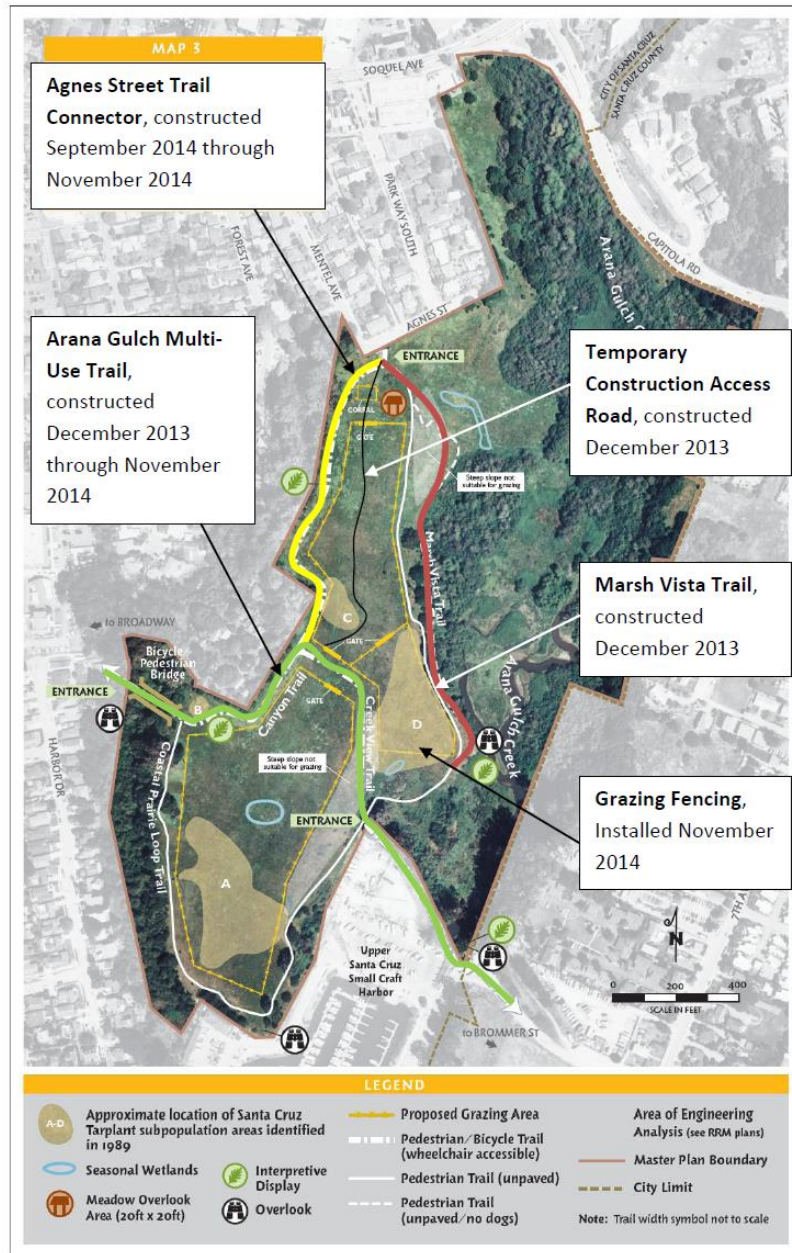 MAP 3
SOQUEL AVE
CITY OF SANTA CRUZ
SANTA CRUZ COUNTY
Agnes Street Trail
Connector, constructed
September 2014 through
November 2014
FOREST AVE
MENTEL AVE
PARK WAY SOUTH
AGNES ST
CAPITOLA RD
Arana Gulch
ENTRANCE
Arana Gulch Multi-
Use Trail,
constructed
December 2013
through November
2014
Temporary
Construction Access
Road, constructed
December 2013
CORRAL
GATE
Steep slope not
suitable for grazing
Marsh Vista Trail
Marsh Vista Trail,
constructed
December 2013
C
GATE
to BROADWAY
Bicycle
Pedestrian
Bridge
ENTRANCE
B
Canyon Trail
GATE
D
Arana Gulch Creek
HARBOR DR
Coastal Prairie Loop Trail
Steep slope not
suitable for grazing
Creek View Trail
ENTRANCE
Grazing Fencing,
Installed November
2014
A
7TH A
Upper
Santa Cruz
Small Craft
Harbor
N
0 200 400
SCALE IN FEET
to BROMMER ST
LEGEND
A-D
Approximate location of Santa Cruz
Tarplant subpopulation areas identified
in 1989
Seasonal Wetlands
Meadow Overlook
Area (20ft x 20ft)
Interpretive
Display
Overlook
Proposed Grazing Area
Pedestrian/Bicycle Trail
(wheelchair accessible)
Pedestrian Trail (unpaved)
Pedestrian Trail
(unpaved/no dogs)
Area of Engineering
Analysis (see RRM plans)
Master Plan Boundary
City Limit
Note: Trail width symbol not to scale